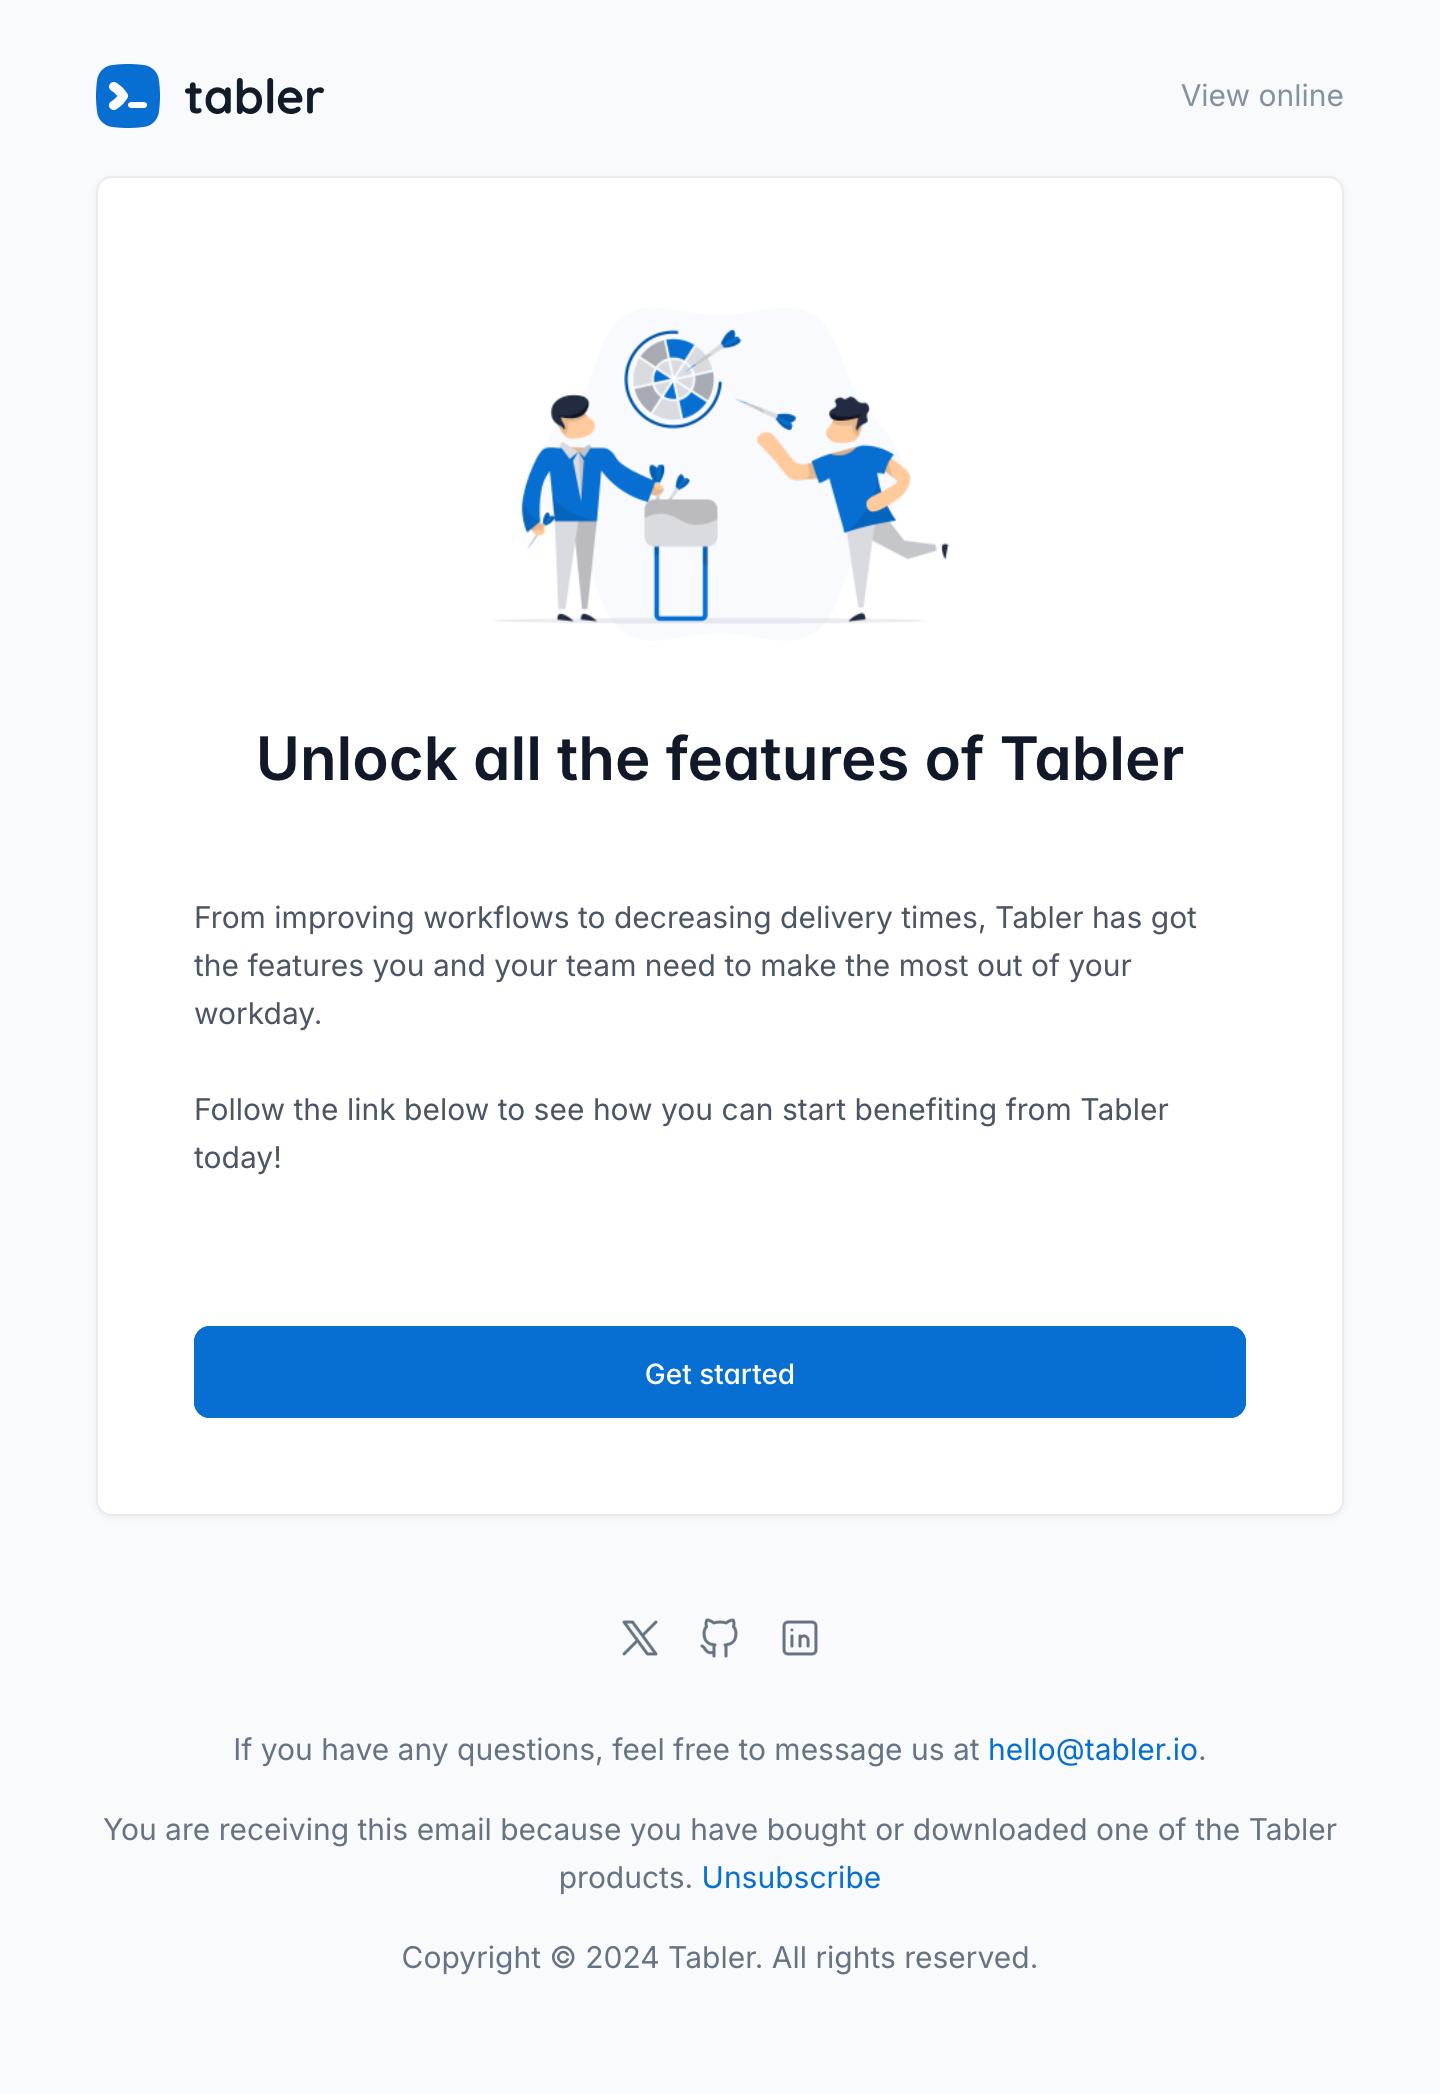 tabler
View online
Unlock all the features of Tabler
From improving workflows to decreasing delivery times, Tabler has got
the features you and your team need to make the most out of your
workday.
Follow the link below to see how you can start benefiting from Tabler
today!
Get started
If you have any questions, feel free to message us at hello@tabler.io.
You are receiving this email because you have bought or downloaded one of the Tabler
products. Unsubscribe
Copyright © 2024 Tabler. All rights reserved.